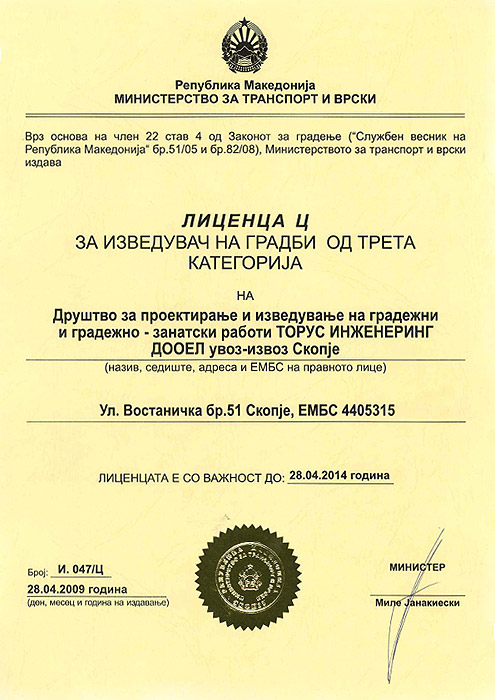 Република Македонија
МИНИСТЕРСТВО ЗА ТРАНСПОРТ И ВРСКИ
Врз основа на член 22 став 4 од Законот за градење ("Службен весник на
Република Македонија" бр.51/05 и бр.82/08), Министерството за транспорт и врски
издава
ЛИЦЕНЦА Ц
ЗА ИЗВЕДУВАЧ НА ГРАДБИ ОД ТРЕТА
КАТЕГОРИЈА
НА
Друштво за проектирање и изведување на градежни
и градежно - занатски работи ТОРУС ИНЖЕНЕРИНГ
ДООЕЛ увоз-извоз Скопје
(назив, седиште, адреса и ЕМБС на правното лице)
Ул. Востаничка бр.51 Скопје, ЕМБС 4405315
ЛИЦЕНЦАТА Е СО ВАЖНОСТ ДО: 28.04.2014 година
Број: И. 047/Ц
28.04.2009 година
(ден, месец и година на издавање)
МИНИСТЕР
Миле Јанакиески